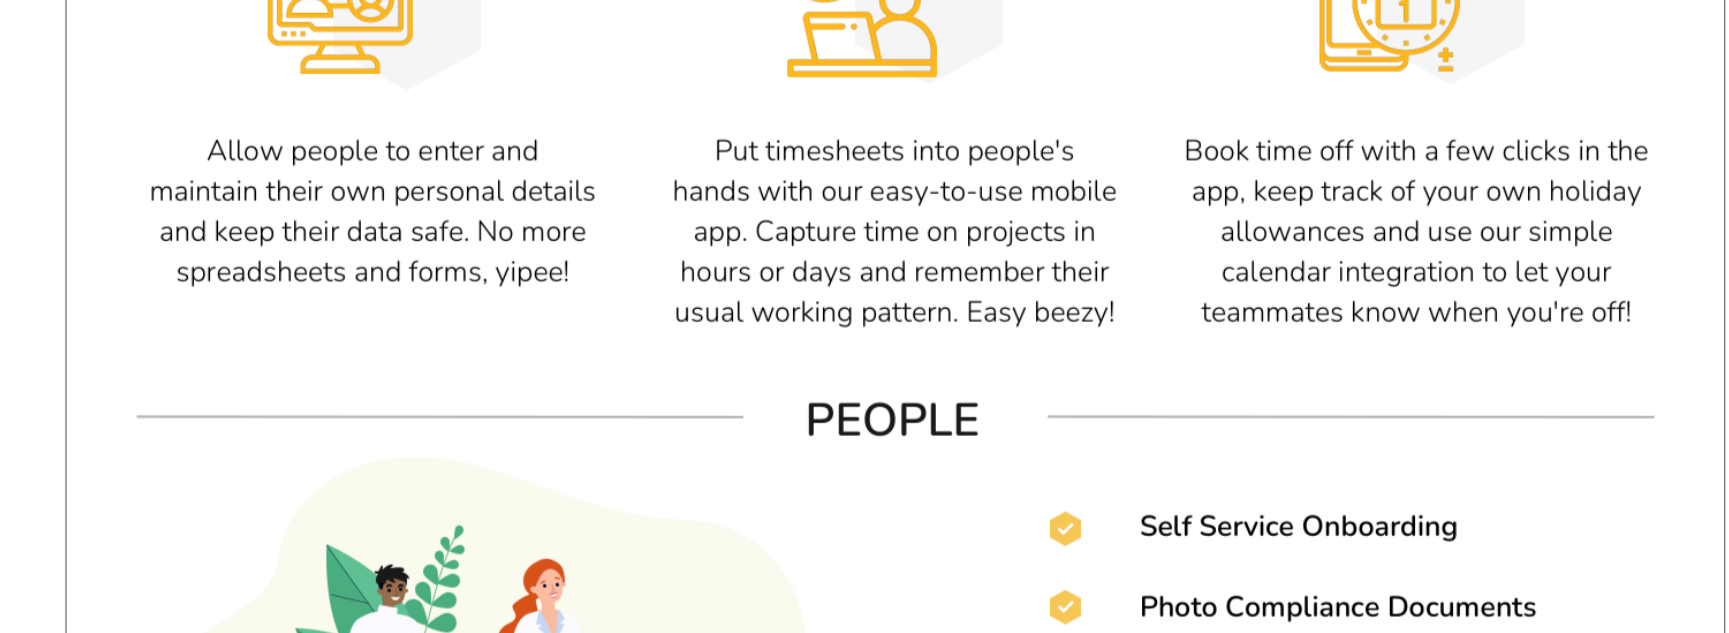 1
Allow people to enter and
maintain their own personal details
and keep their data safe. No more
spreadsheets and forms, yipee!
Put timesheets into people's
hands with our easy-to-use mobile
app. Capture time on projects in
hours or days and remember their
usual working pattern. Easy beezy!
Book time off with a few clicks in the
app, keep track of your own holiday
allowances and use our simple
calendar integration to let your
teammates know when you're off!
PEOPLE
Self Service Onboarding
Photo Compliance Documents